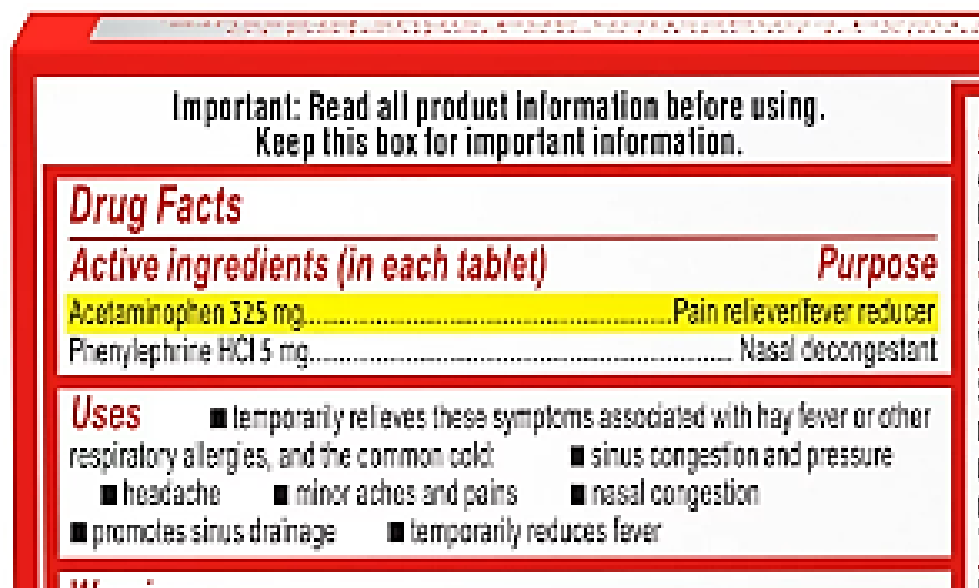 Important: Read all product information before using.
Keep this box for important information.
Drug Facts
Active ingredients (in each tablet) Purpose
Acetaminophen 325 mg......Pain reliever/fever reducer
Phenylephrine HCl 5 mg...... Nasal decongestant
Uses ■ temporarily relieves these symptoms associated with hay fever or other
respiratory allergies, and the common cold: ■ sinus congestion and pressure
■ headache ■ minor aches and pains ■ nasal congestion
■ promotes sinus drainage ■ temporarily reduces fever